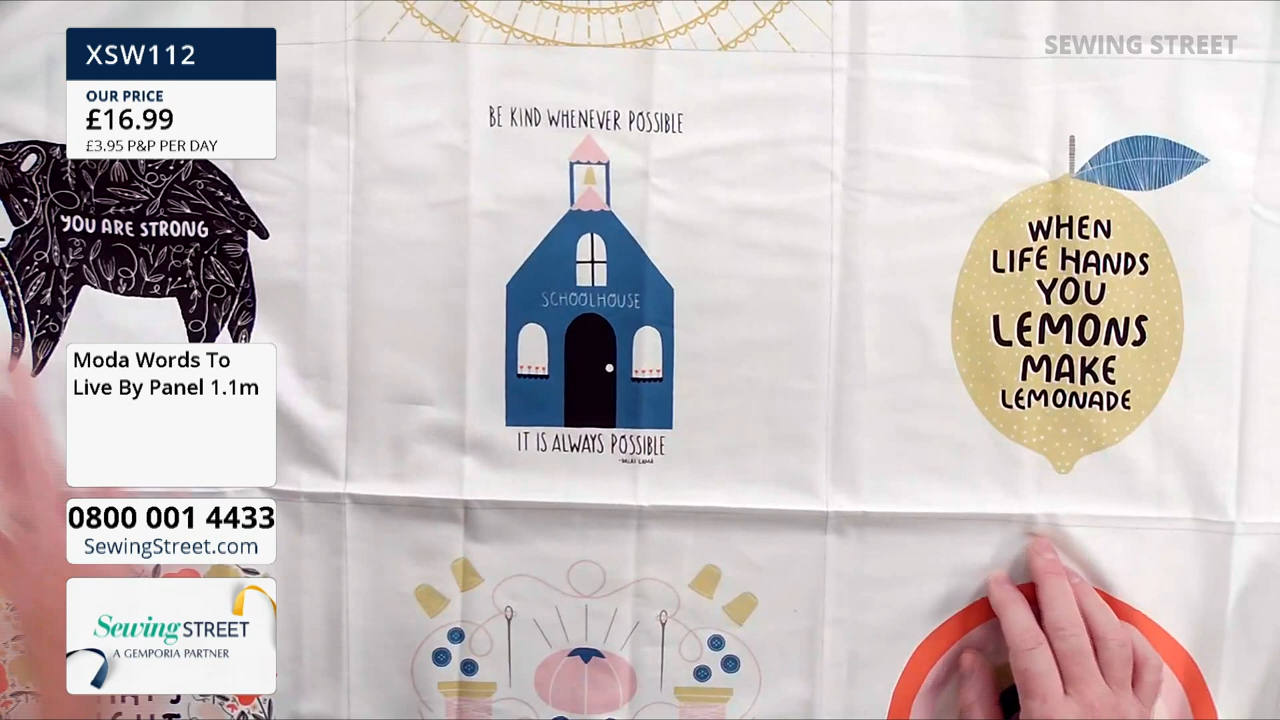 XSW112
OUR PRICE
£16.99
£3.95 P&P PER DAY
SEWING STREET
BE KIND WHENEVER POSSIBLE
SCHOOLHOUSE
IT IS ALWAYS POSSIBLE
-DALAI LAMA
WHEN
LIFE HANDS
YOU
LEMONS
MAKE
LEMONADE
YOU ARE STRONG
Moda Words To
Live By Panel 1.1m
0800 001 4433
SewingStreet.com
Sewing STREET
A GEMPORIA PARTNER